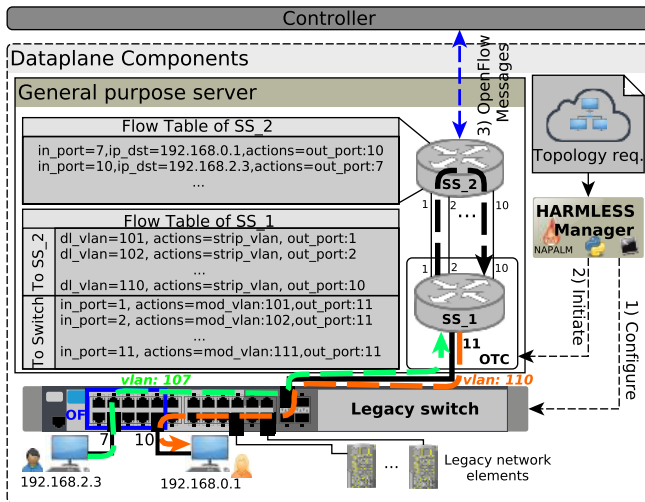 Controller
Dataplane Components
General purpose server
3) OpenFlow
Messages
Flow Table of SS_2
in_port=7,ip_dst=192.168.0.1,actions=out_port:10
in_port=10,ip_dst=192.168.2.3,actions=out_port:7
...
SS_2
1 2 ... 10
Topology req.
HARMLESS
Manager
NAPALM
Flow Table of SS_1
To SS_2
dl_vlan=101, actions=strip_vlan, out_port:1
dl_vlan=102, actions=strip_vlan, out_port:2
...
dl_vlan=110, actions=strip_vlan, out_port:10
To Switch
in_port=1, actions=mod_vlan:101,out_port:11
in_port=2, actions=mod_vlan:102,out_port:11
...
in_port=11, actions=mod_vlan:111,out_port:11
1 2 10
SS_1
11
OTC
2) Initiate
1) Configure
vlan: 107
vlan: 110
OF
Legacy switch
7 10
192.168.2.3
192.168.0.1
...
Legacy network
elements